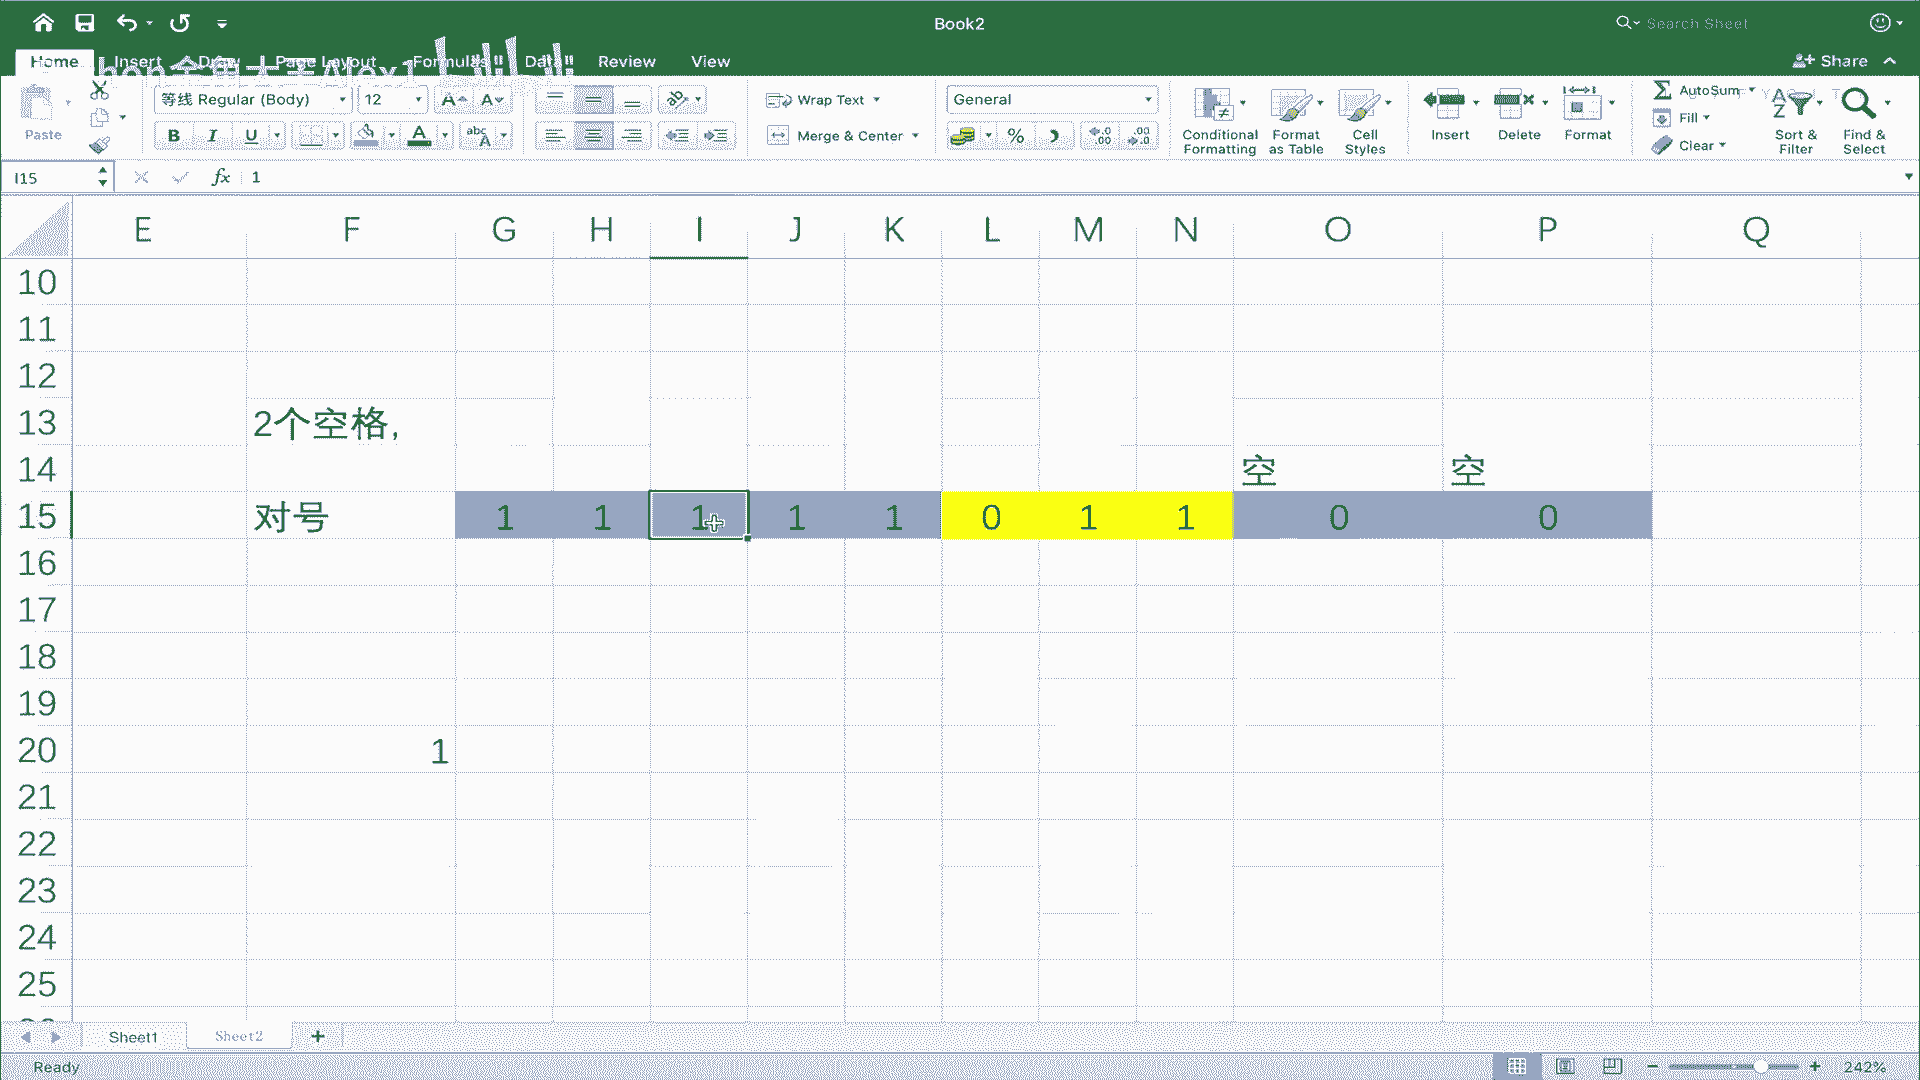 Book2
Search Sheet
Home Insert Draw Page Layout Formulas Data Review View
Share
Paste
等线 Regular (Body) 12
Wrap Text
General
Merge & Center
Conditional Formatting
Format as Table
Cell Styles
Insert
Delete
Format
AutoSum
Fill
Clear
Sort & Filter
Find & Select
I15 fx 1
E F G H I J K L M N O P Q
10
11
12
13 2个空格,
14 空 空
15 对号 1 1 1 1 1 0 1 1 0 0
16
17
18
19
20 1
21
22
23
24
25
Sheet1 Sheet2
Ready
242%